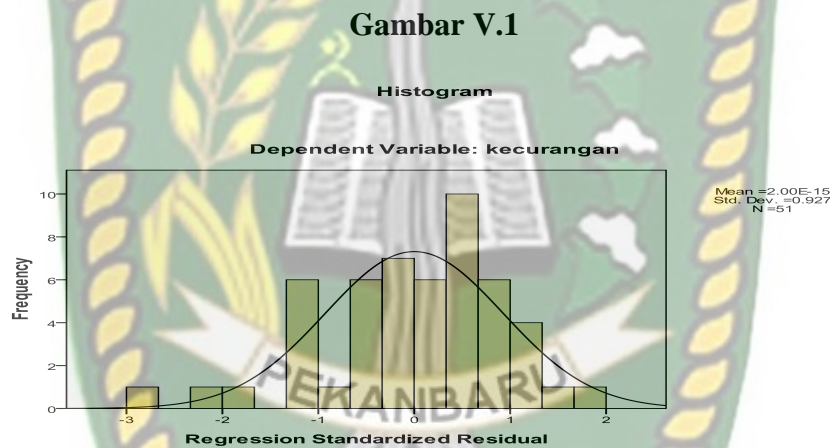 Gambar V.1
Histogram
Dependent Variable: kecurangan
Mean =2.00E-15
Std. Dev. =0.927
N =51
Frequency
10
8
6
4
2
0
-3 -2 -1 0 1 2
Regression Standardized Residual
PEKANBARU